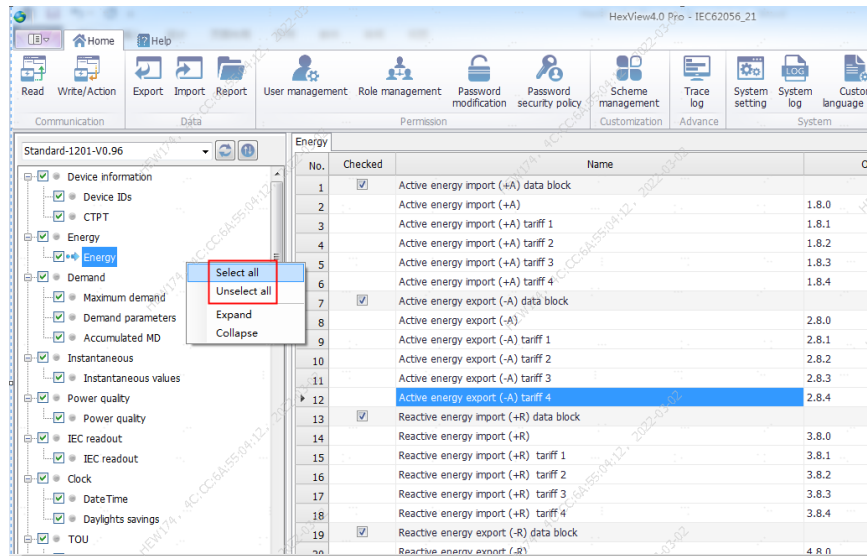 HexView4.0 Pro - IEC62056_21
Home
Help
Read
Write/Action
Export
Import
Report
User management
Role management
Password modification
Password security policy
Scheme management
Trace log
System setting
System log
language
Communication
Data
Permission
Customization
Advance
System
Standard-1201-V0.96
Device information
Device IDs
CTPT
Energy
Energy
Demand
Maximum demand
Demand parameters
Accumulated MD
Instantaneous
Instantaneous values
Power quality
Power quality
IEC readout
IEC readout
Clock
DateTime
Daylights savings
TOU
Select all
Unselect all
Expand
Collapse
Energy
No. Checked Name
1 Active energy import (+A) data block
2 Active energy import (+A) 1.8.0
3 Active energy import (+A) tariff 1 1.8.1
4 Active energy import (+A) tariff 2 1.8.2
5 Active energy import (+A) tariff 3 1.8.3
6 Active energy import (+A) tariff 4 1.8.4
7 Active energy export (-A) data block
8 Active energy export (-A) 2.8.0
9 Active energy export (-A) tariff 1 2.8.1
10 Active energy export (-A) tariff 2 2.8.2
11 Active energy export (-A) tariff 3 2.8.3
12 Active energy export (-A) tariff 4 2.8.4
13 Reactive energy import (+R) data block
14 Reactive energy import (+R) 3.8.0
15 Reactive energy import (+R) tariff 1 3.8.1
16 Reactive energy import (+R) tariff 2 3.8.2
17 Reactive energy import (+R) tariff 3 3.8.3
18 Reactive energy import (+R) tariff 4 3.8.4
19 Reactive energy export (-R) data block
20 Reactive energy export (-R) 4.8.0